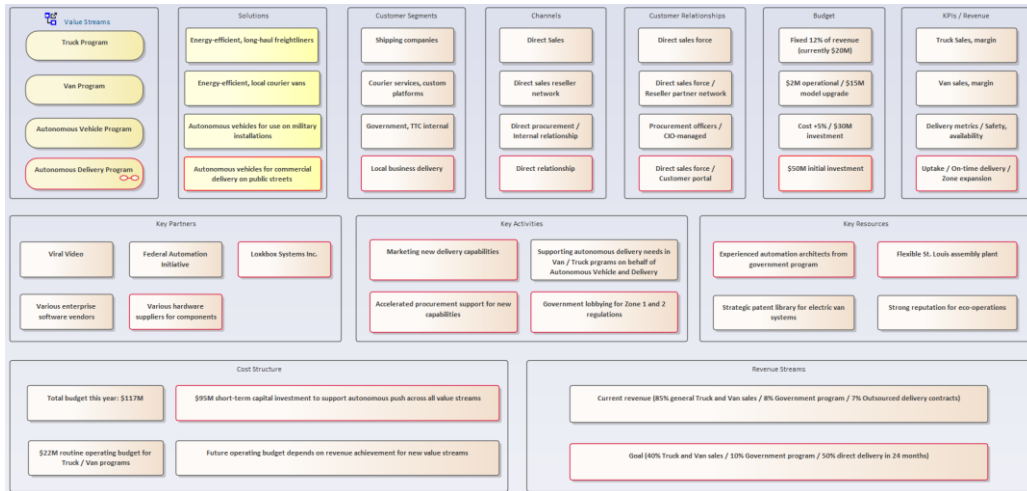 Value Streams
Truck Program
Van Program
Autonomous Vehicle Program
Autonomous Delivery Program
Solutions
Energy-efficient, long-haul freightliners
Energy-efficient, local courier vans
Autonomous vehicles for use on military
installations
Autonomous vehicles for commercial
delivery on public streets
Customer Segments
Shipping companies
Courier services, custom
platforms
Government, TTC internal
Local business delivery
Channels
Direct Sales
Direct sales reseller
network
Direct procurement /
Internal relationship
Direct relationship
Customer Relationships
Direct sales force
Direct sales force /
Reseller partner network
Procurement officers /
CIO-managed
Direct sales force /
Customer portal
Budget
Fixed 12% of revenue
(currently $20M)
$2M operational / $15M
model upgrade
Cost +5% / $30M
investment
$50M initial investment
KPIs / Revenue
Truck Sales, margin
Van sales, margin
Delivery metrics / Safety,
availability
Uptake / On-time delivery /
Zone expansion
Key Partners
Viral Video
Federal Automation
Initiative
Lokkbox Systems Inc.
Various enterprise
software vendors
Various hardware
suppliers for components
Key Activities
Marketing new delivery capabilities
Supporting autonomous delivery needs in
Van / Truck prgrams on behalf of
Autonomous Vehicle and Delivery
Accelerated procurement support for new
capabilities
Government lobbying for Zone 1 and 2
regulations
Key Resources
Experienced automation architects from
government program
Flexible St. Louis assembly plant
Strategic patent library for electric van
systems
Strong reputation for eco-operations
Cost Structure
Total budget this year: $117M
$95M short-term capital investment to support autonomous push across all value streams
$22M routine operating budget for
Truck / Van programs
Future operating budget depends on revenue achievement for new value streams
Revenue Streams
Current revenue (85% general Truck and Van sales / 8% Government program / 7% Outsourced delivery contracts)
Goal (40% Truck and Van sales / 10% Government program / 50% direct delivery in 24 months)